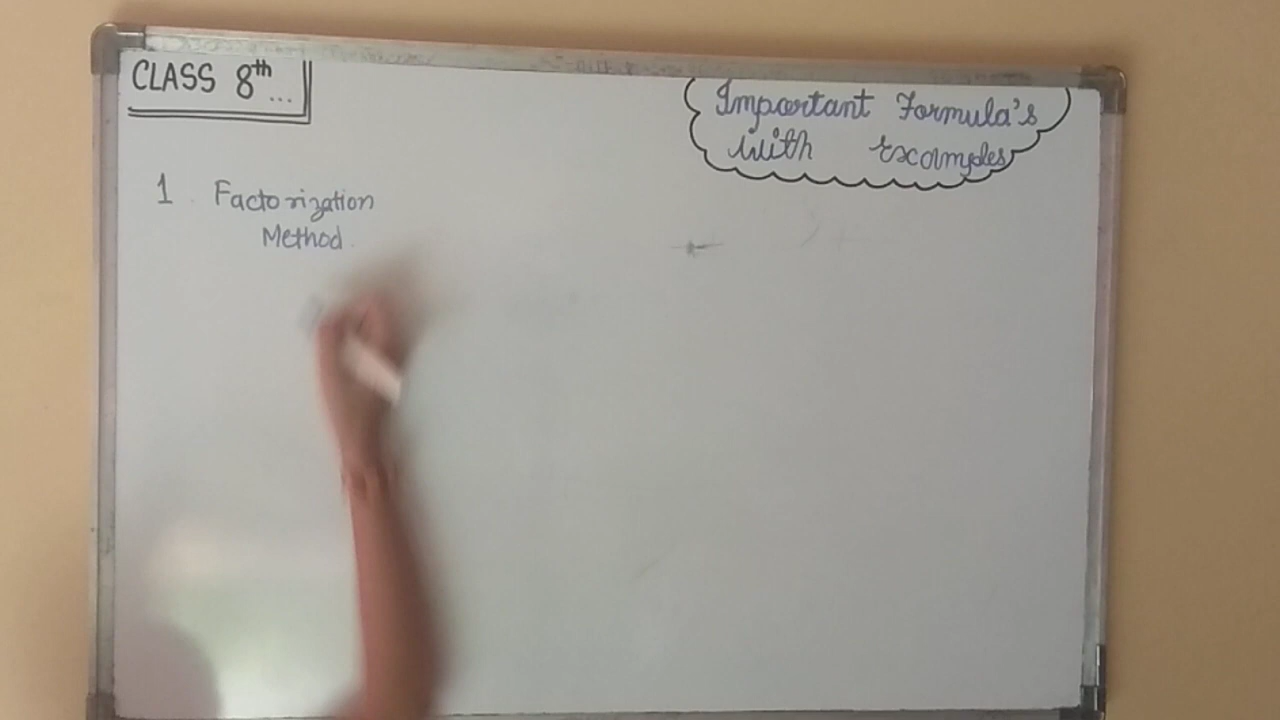 CLASS 8th...
Important Formula's
with Examples
1 Factorization
Method